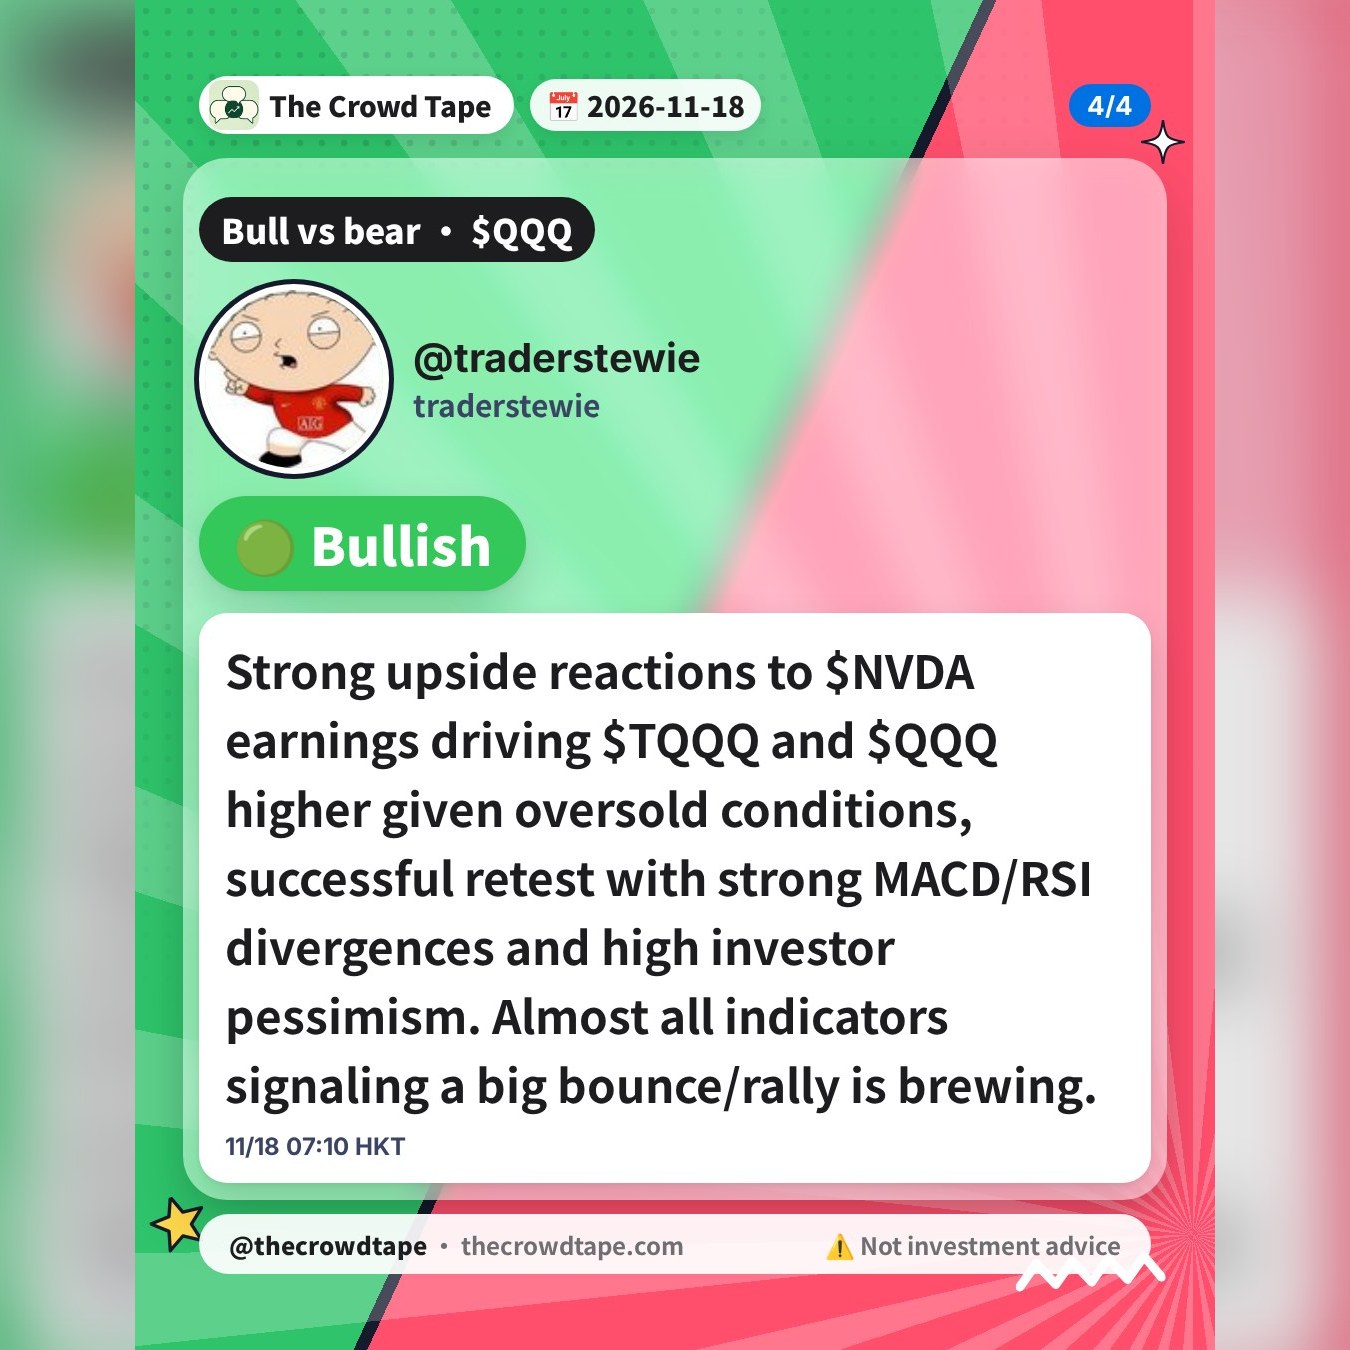 The Crowd Tape
July 17 2026-11-18
4/4
Bull vs bear • $QQQ
@traderstewie
traderstewie
AIG
Bullish
Strong upside reactions to $NVDA
earnings driving $TQQQ and $QQQ
higher given oversold conditions,
successful retest with strong MACD/RSI
divergences and high investor
pessimism. Almost all indicators
signaling a big bounce/rally is brewing.
11/18 07:10 HKT
@thecrowdtape • thecrowdtape.com
⚠️ Not investment advice